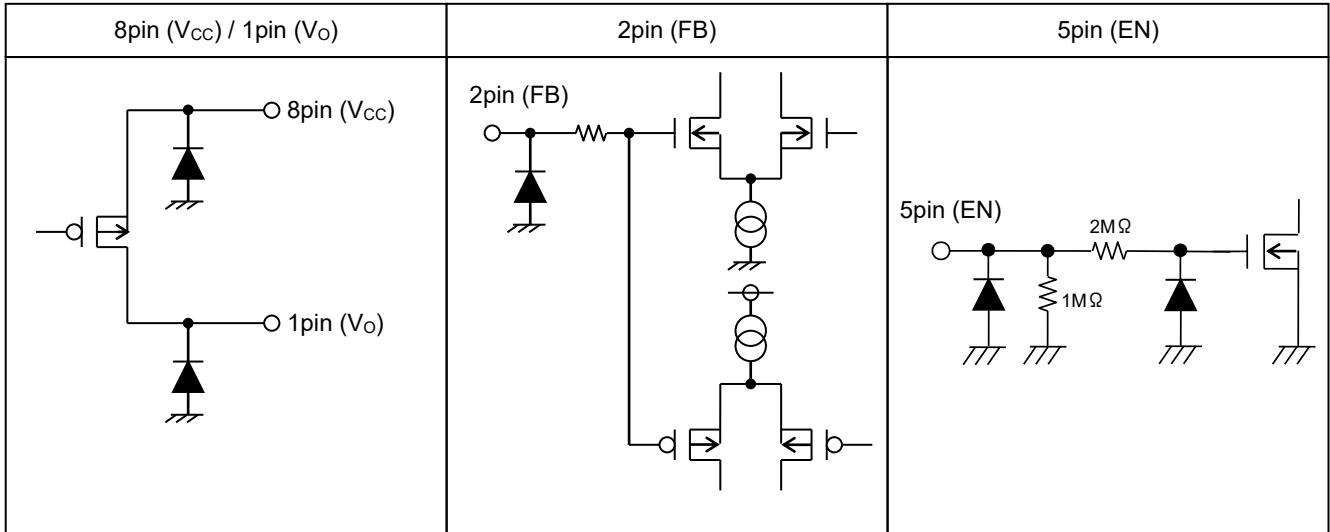 8pin (VCC) / 1pin (VO)
2pin (FB)
5pin (EN)
8pin (VCC)
1pin (VO)
2pin (FB)
5pin (EN)
2MΩ
1MΩ